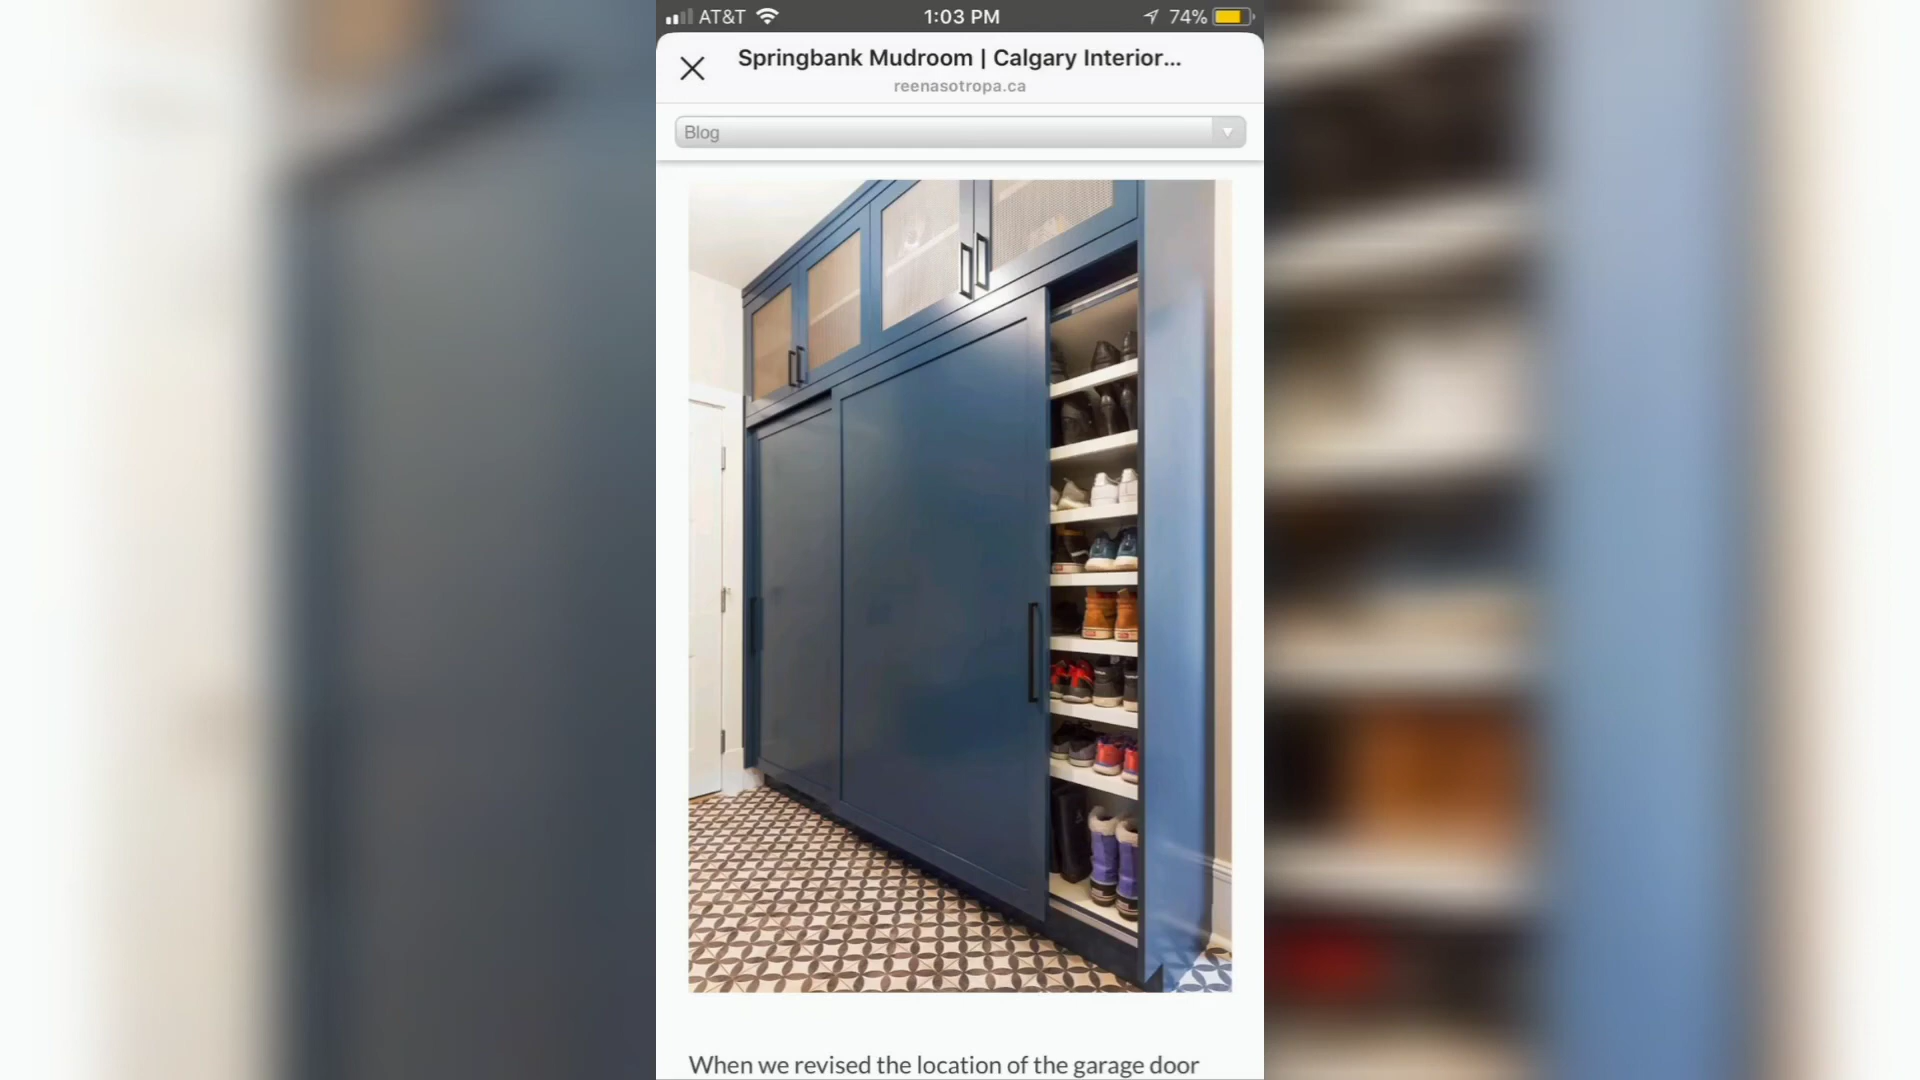 AT&T 1:03 PM 74%
Springbank Mudroom | Calgary Interior...
reenasotropa.ca
Blog
When we revised the location of the garage door